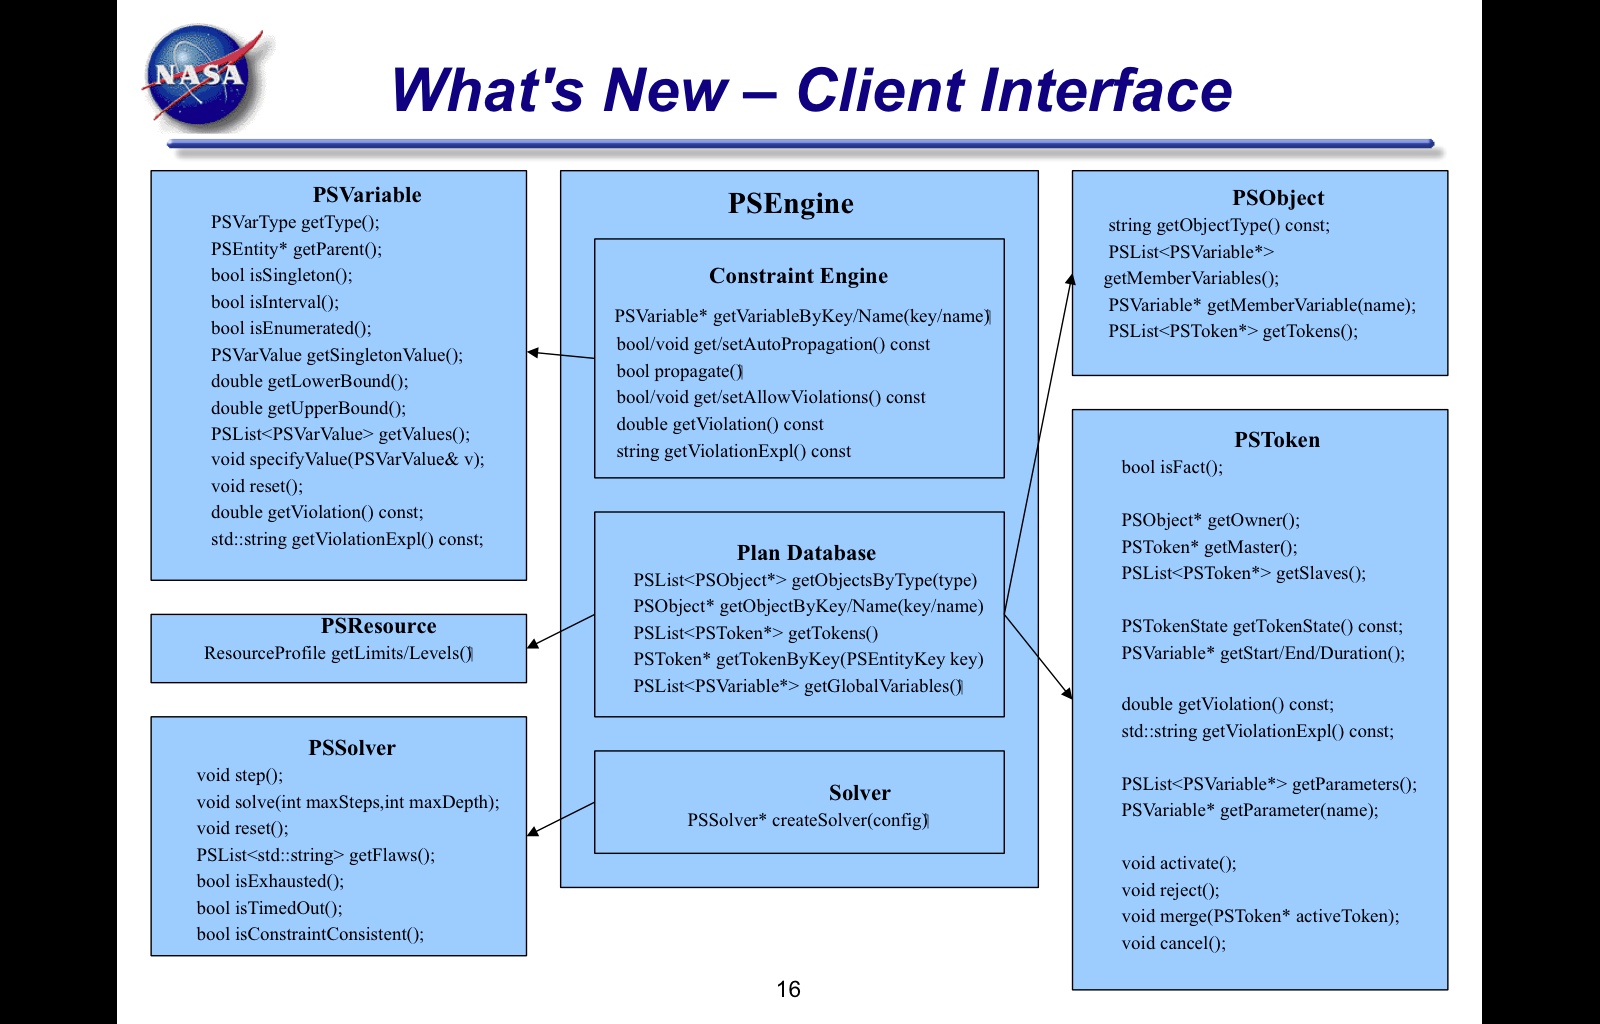 NASA
What's New – Client Interface
PSVariable
PSVarType getType();
PSEntity* getParent();
bool isSingleton();
bool isInterval();
bool isEnumerated();
PSVarValue getSingletonValue();
double getLowerBound();
double getUpperBound();
PSList<PSVarValue> getValues();
void specifyValue(PSVarValue& v);
void reset();
double getViolation() const;
std::string getViolationExpl() const;
PSResource
ResourceProfile getLimits/Levels()
PSSolver
void step();
void solve(int maxSteps,int maxDepth);
void reset();
PSList<std::string> getFlaws();
bool isExhausted();
bool isTimedOut();
bool isConstraintConsistent();
PSEngine
Constraint Engine
PSVariable* getVariableByKey/Name(key/name)
bool/void get/setAutoPropagation() const
bool propagate()
bool/void get/setAllowViolations() const
double getViolation() const
string getViolationExpl() const
Plan Database
PSList<PSObject*> getObjectsByType(type)
PSObject* getObjectByKey/Name(key/name)
PSList<PSToken*> getTokens()
PSToken* getTokenByKey(PSEntityKey key)
PSList<PSVariable*> getGlobalVariables()
Solver
PSSolver* createSolver(config)
PSObject
string getObjectType() const;
PSList<PSVariable*>
getMemberVariables();
PSVariable* getMemberVariable(name);
PSList<PSToken*> getTokens();
PSToken
bool isFact();
PSObject* getOwner();
PSToken* getMaster();
PSList<PSToken*> getSlaves();
PSTokenState getTokenState() const;
PSVariable* getStart/End/Duration();
double getViolation() const;
std::string getViolationExpl() const;
PSList<PSVariable*> getParameters();
PSVariable* getParameter(name);
void activate();
void reject();
void merge(PSToken* activeToken);
void cancel();
16